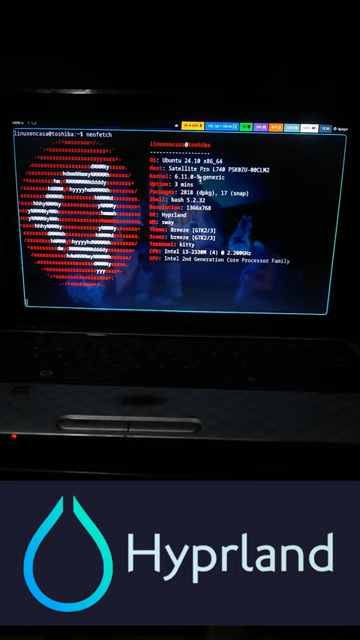 linuxencasa@toshiba:~$ neofetch
linuxencasa@toshiba
--------------------
OS: Ubuntu 24.10 x86_64
Host: Satellite Pro L740 PSK0ZU-00CLM2
Kernel: 6.11.0-9-generic
Uptime: 3 mins
Packages: 2818 (dpkg), 17 (snap)
Shell: bash 5.2.32
Resolution: 1366x768
DE: Hyprland
WM: sway
Theme: Breeze [GTK2/3]
Icons: breeze [GTK2/3]
Terminal: kitty
CPU: Intel i3-2330M (4) @ 2.200GHz
GPU: Intel 2nd Generation Core Processor Family
Hyprland